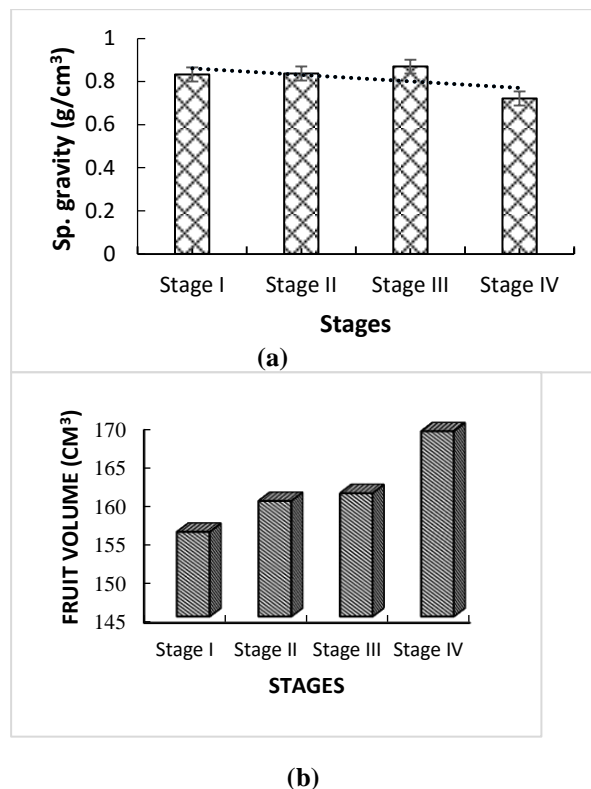 1
0.8
0.6
0.4
0.2
0
Sp. gravity (g/cm³)
Stage I Stage II Stage III Stage IV
Stages
(a)
170
165
160
155
150
145
FRUIT VOLUME (CM³)
Stage I Stage II Stage III Stage IV
STAGES
(b)